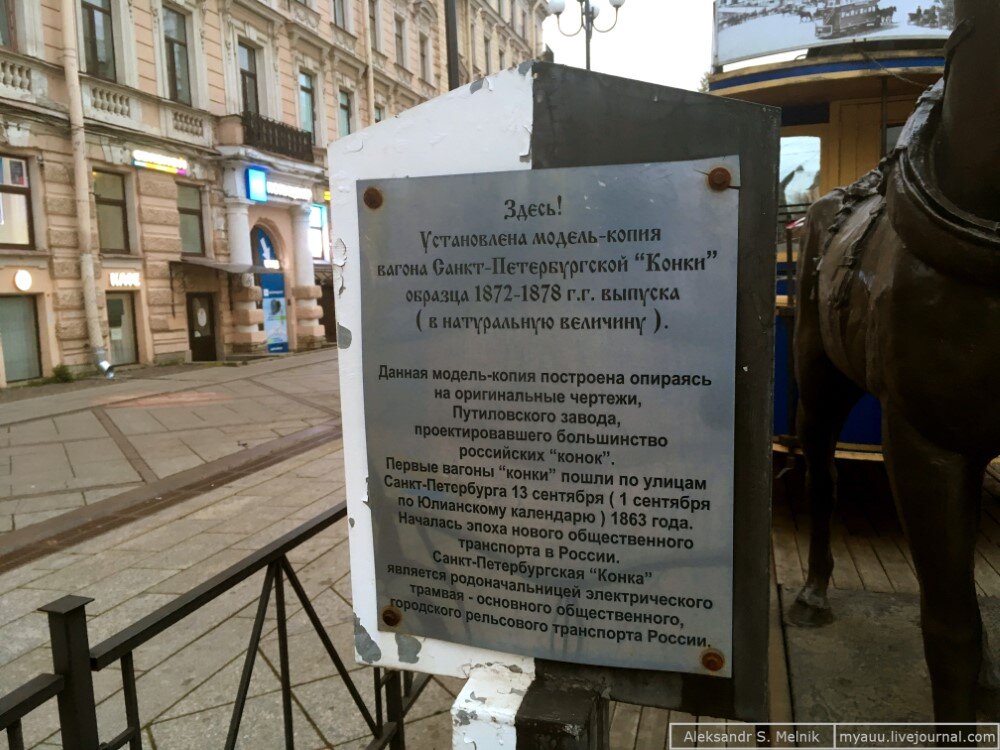 Здесь!
Установлена модель-копия
вагона Санкт-Петербургской “Конки”
образца 1872-1878 г.г. выпуска
( в натуральную величину ).
Данная модель-копия построена опираясь
на оригинальные чертежи,
Путиловского завода,
проектировавшего большинство
российских “конок”.
Первые вагоны “конки” пошли по улицам
Санкт-Петербурга 13 сентября ( 1 сентября
по Юлианскому календарю ) 1863 года.
Началась эпоха нового общественного
транспорта в России.
Санкт-Петербургская “Конка”
является родоначальницей электрического
трамвая - основного общественного,
городского рельсового транспорта России.
КОФЕ
Aleksandr S. Melnik
myauu.livejournal.com